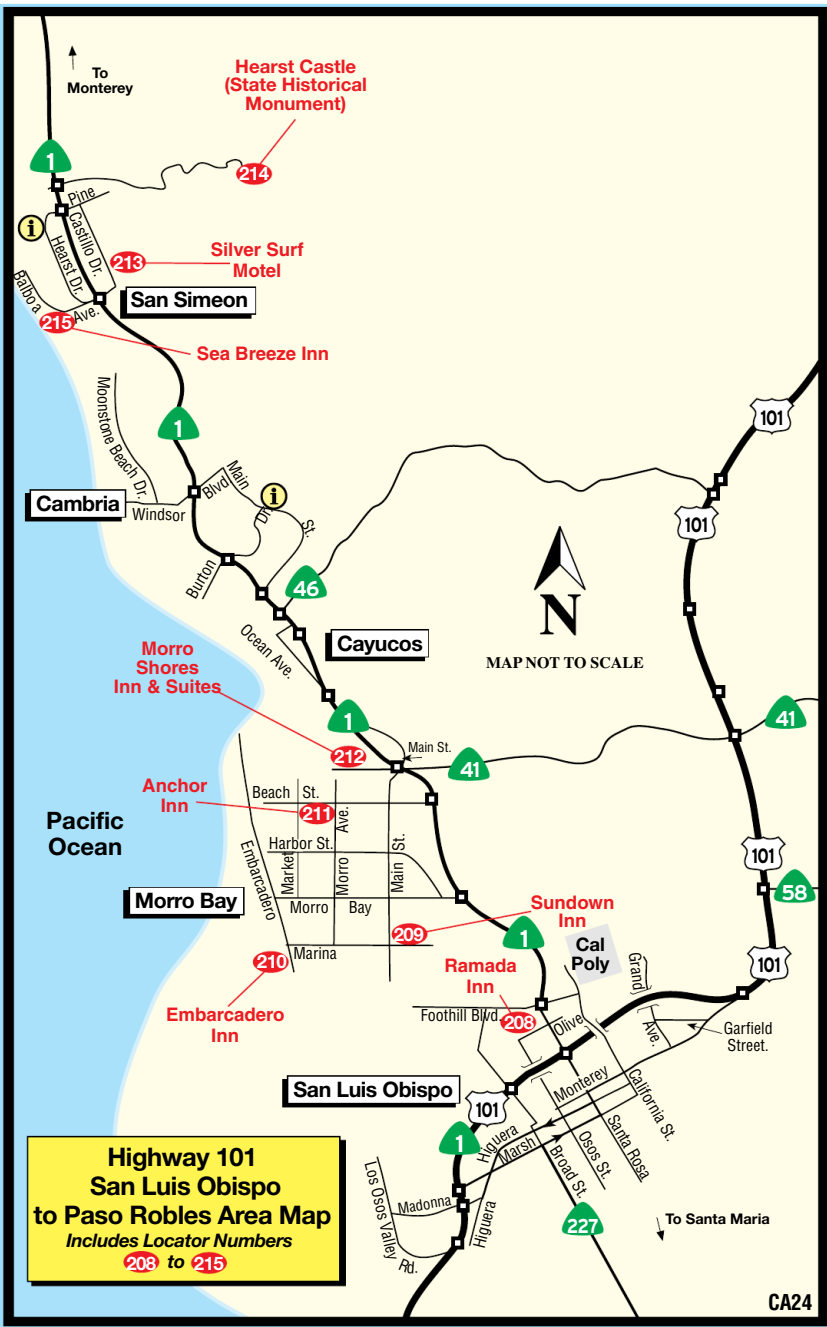 To
Monterey
Hearst Castle
(State Historical
Monument)
1
214
Pine
i
Castillo Dr.
Hearst Dr.
213
Silver Surf
Motel
Balboa
Ave.
San Simeon
215
Sea Breeze Inn
101
Moonstone Beach Dr.
1
Main
St.
Blvd.
i
Cambria
Windsor
Dr.
101
Burton
46
N
MAP NOT TO SCALE
Ocean Ave.
Cayucos
Morro
Shores
Inn & Suites
1
41
212
Main St.
41
Anchor
Inn
Beach St.
211
Pacific
Ocean
Harbor St.
Embarcadero
Market
Morro
Ave.
Main St.
101
58
Morro Bay
Morro Bay
Sundown
Inn
209
1
Cal
Poly
Marina
210
Embarcadero
Inn
Ramada
Inn
Grand
Ave.
101
Foothill Blvd.
208
Olive
Garfield
Street.
San Luis Obispo
Monterey
California St.
101
1
Higuera
Marsh
Santa Rosa
Osos St.
Broad St.
Los Osos Valley
Rd.
Madonna
Higuera
227
To Santa Maria
Highway 101
San Luis Obispo
to Paso Robles Area Map
Includes Locator Numbers
208 to 215
CA24